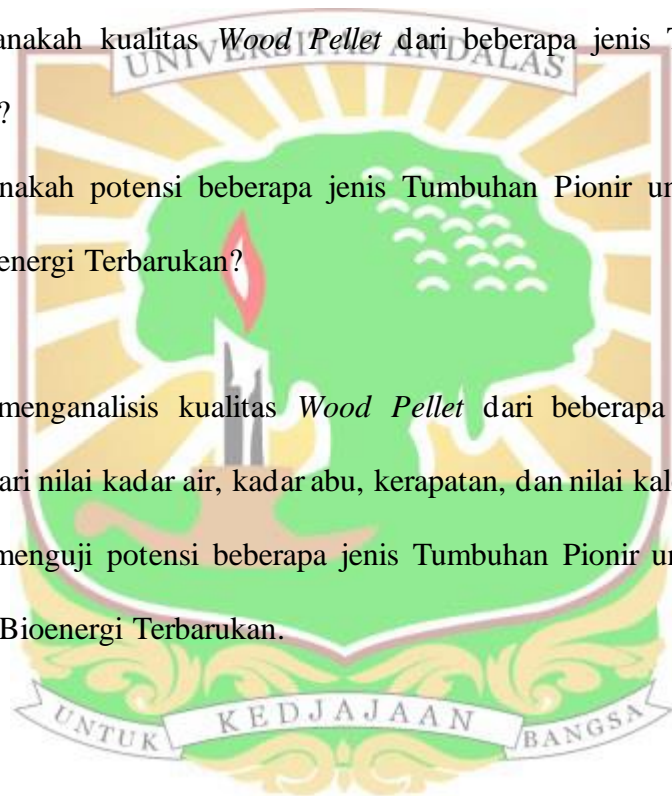 anakah kualitas Wood Pellet dari beberapa jenis T
UNIVERSITAS ANDALAS
?
nakah potensi beberapa jenis Tumbuhan Pionir un
energi Terbarukan?
menganalisis kualitas Wood Pellet dari beberapa
ari nilai kadar air, kadar abu, kerapatan, dan nilai kal
menguji potensi beberapa jenis Tumbuhan Pionir un
Bioenergi Terbarukan.
UNTUK KEDJAJAAN BANGSA